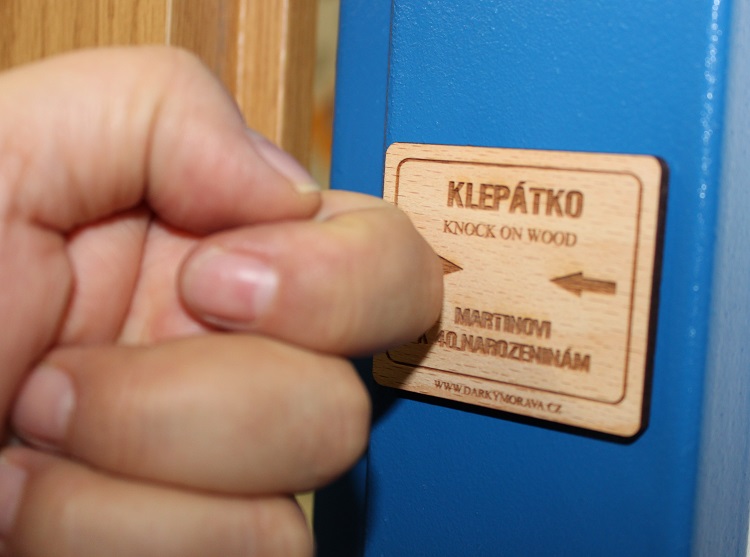 KLEPÁTKO
KNOCK ON WOOD
MARTINOVI
K 40.NAROZENINÁM
WWW.DARKYMORAVA.CZ